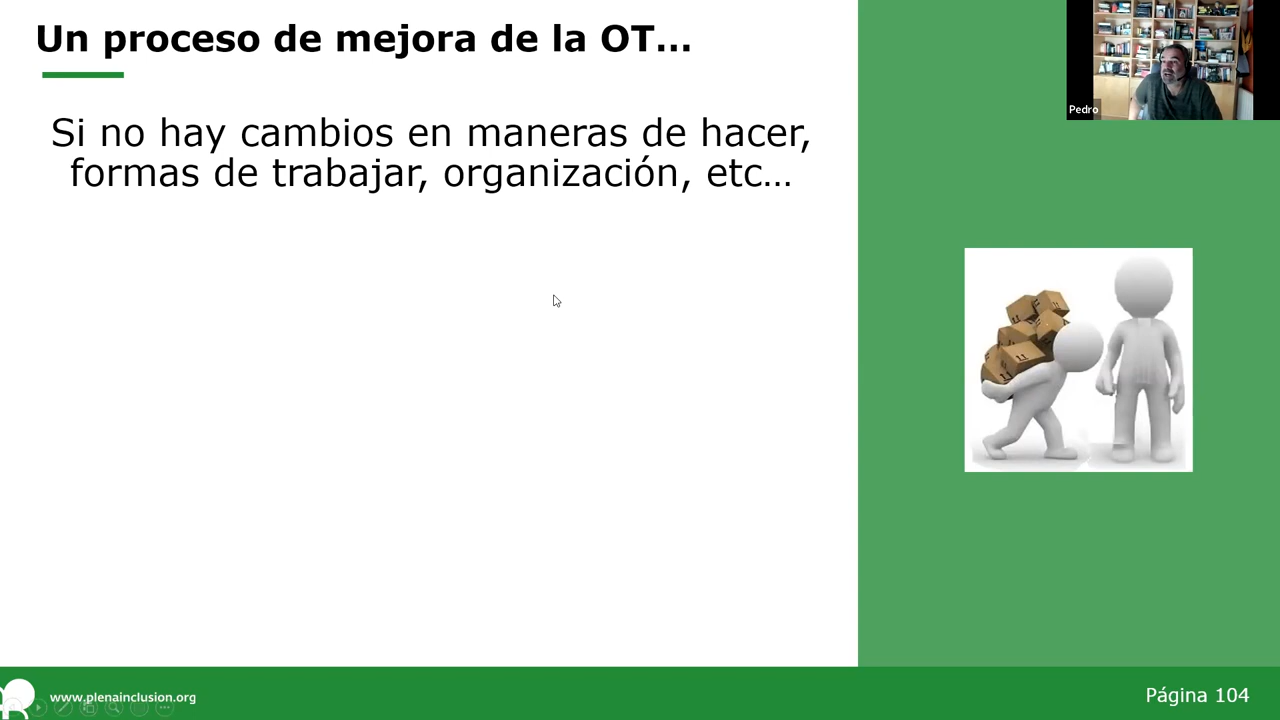 Un proceso de mejora de la OT...
Si no hay cambios en maneras de hacer,
formas de trabajar, organización, etc...
Pedro
www.plenainclusion.org
Página 104